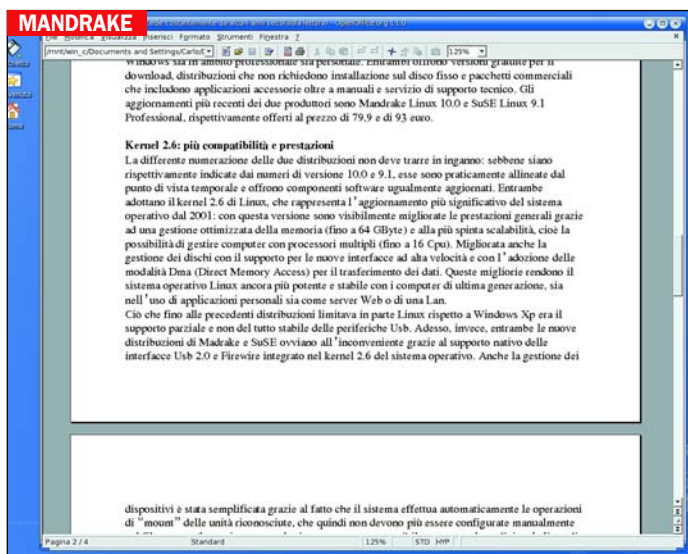 MANDRAKE
File Modifica Visualizza Inserisci Formato Strumenti Finestra ?
/mnt/win_c/Documents and Settings/Carlo/
125%
Windows sia in ambito professionale sia personale. Entrambi offrono versioni gratuite per il
download, distribuzioni che non richiedono installazione sul disco fisso e pacchetti commerciali
che includono applicazioni accessorie oltre a manuali e servizio di supporto tecnico. Gli
aggiornamenti più recenti dei due produttori sono Mandrake Linux 10.0 e SuSE Linux 9.1
Professional, rispettivamente offerti al prezzo di 79,9 e di 93 euro.
Kernel 2.6: più compatibilità e prestazioni
La differente numerazione delle due distribuzioni non deve trarre in inganno: sebbene siano
rispettivamente indicate dai numeri di versione 10.0 e 9.1, esse sono praticamente allineate dal
punto di vista temporale e offrono componenti software ugualmente aggiornati. Entrambe
adottano il kernel 2.6 di Linux, che rappresenta l'aggiornamento più significativo del sistema
operativo dal 2001: con questa versione sono visibilmente migliorate le prestazioni generali grazie
ad una gestione ottimizzata della memoria (fino a 64 GByte) e alla più spinta scalabilità, cioè la
possibilità di gestire computer con processori multipli (fino a 16 Cpu). Migliorata anche la
gestione dei dischi con il supporto per le nuove interfacce ad alta velocità e con l'adozione delle
modalità Dma (Direct Memory Access) per il trasferimento dei dati. Queste migliorie rendono il
sistema operativo Linux ancora più potente e stabile con i computer di ultima generazione, sia
nell'uso di applicazioni personali sia come server Web o di una Lan.
Ciò che fino alle precedenti distribuzioni limitava in parte Linux rispetto a Windows Xp era il
supporto parziale e non del tutto stabile delle periferiche Usb. Adesso, invece, entrambe le nuove
distribuzioni di Madrake e SuSE ovviano all'inconveniente grazie al supporto nativo delle
interfacce Usb 2.0 e Firewire integrato nel kernel 2.6 del sistema operativo. Anche la gestione dei
dispositivi è stata semplificata grazie al fatto che il sistema effettua automaticamente le operazioni
di "mount" delle unità riconosciute, che quindi non devono più essere configurate manualmente
Pagina 2 / 4 Standard 125% STD HYP